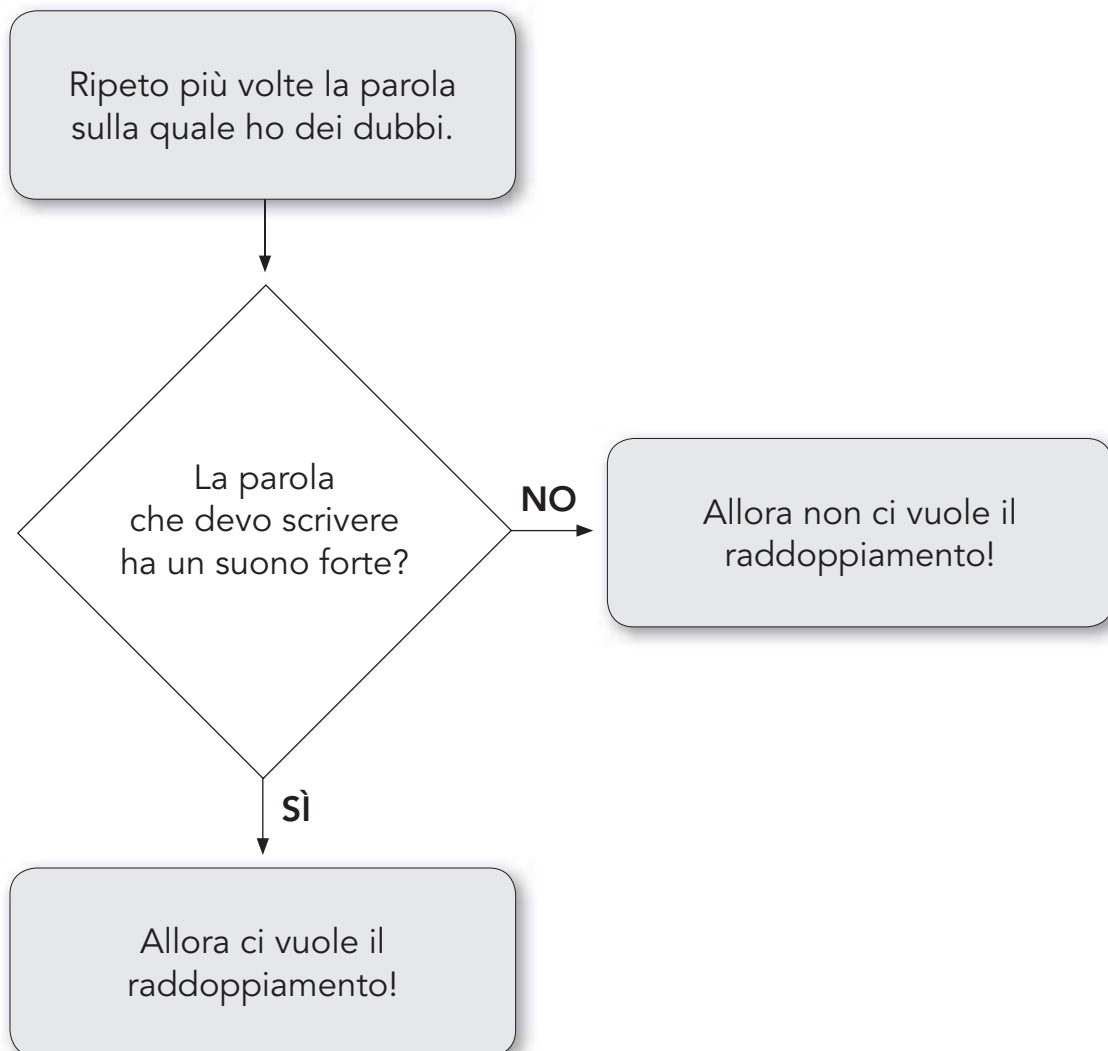 Ripeto più volte la parola
sulla quale ho dei dubbi.
La parola
che devo scrivere
ha un suono forte?
NO
Allora non ci vuole il
raddoppiamento!
SÌ
Allora ci vuole il
raddoppiamento!